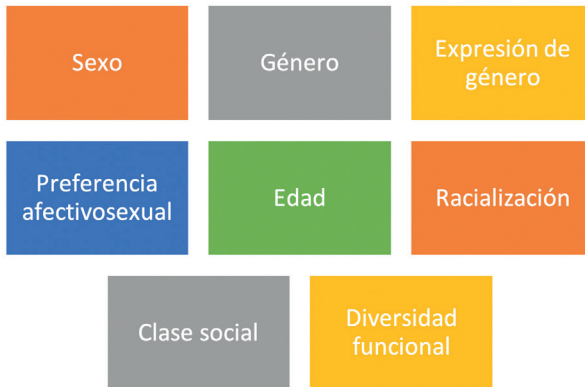 Sexo
Género
Expresión de
género
Preferencia
afectivosexual
Edad
Racialización
Clase social
Diversidad
funcional